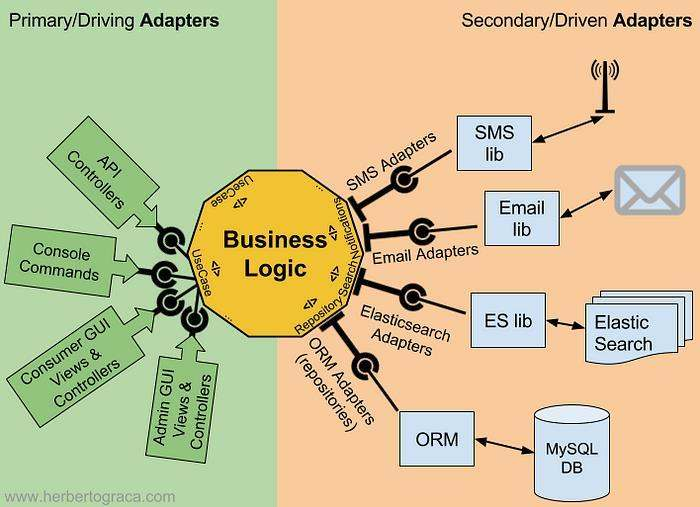 Primary/Driving Adapters
Secondary/Driven Adapters
API
Controllers
Console
Commands
Consumer GUI
Views &
Controllers
Admin GUI
Views &
Controllers
Business
Logic
UseCase
</>
...
...
UseCase
</>
...
...
Notifications
</>
Search
</>
Repository
</>
SMS Adapters
SMS
lib
Email Adapters
Email
lib
Elasticsearch
Adapters
ES lib
Elastic
Search
ORM Adapters
(repositories)
ORM
MySQL
DB
www.herbertograca.com